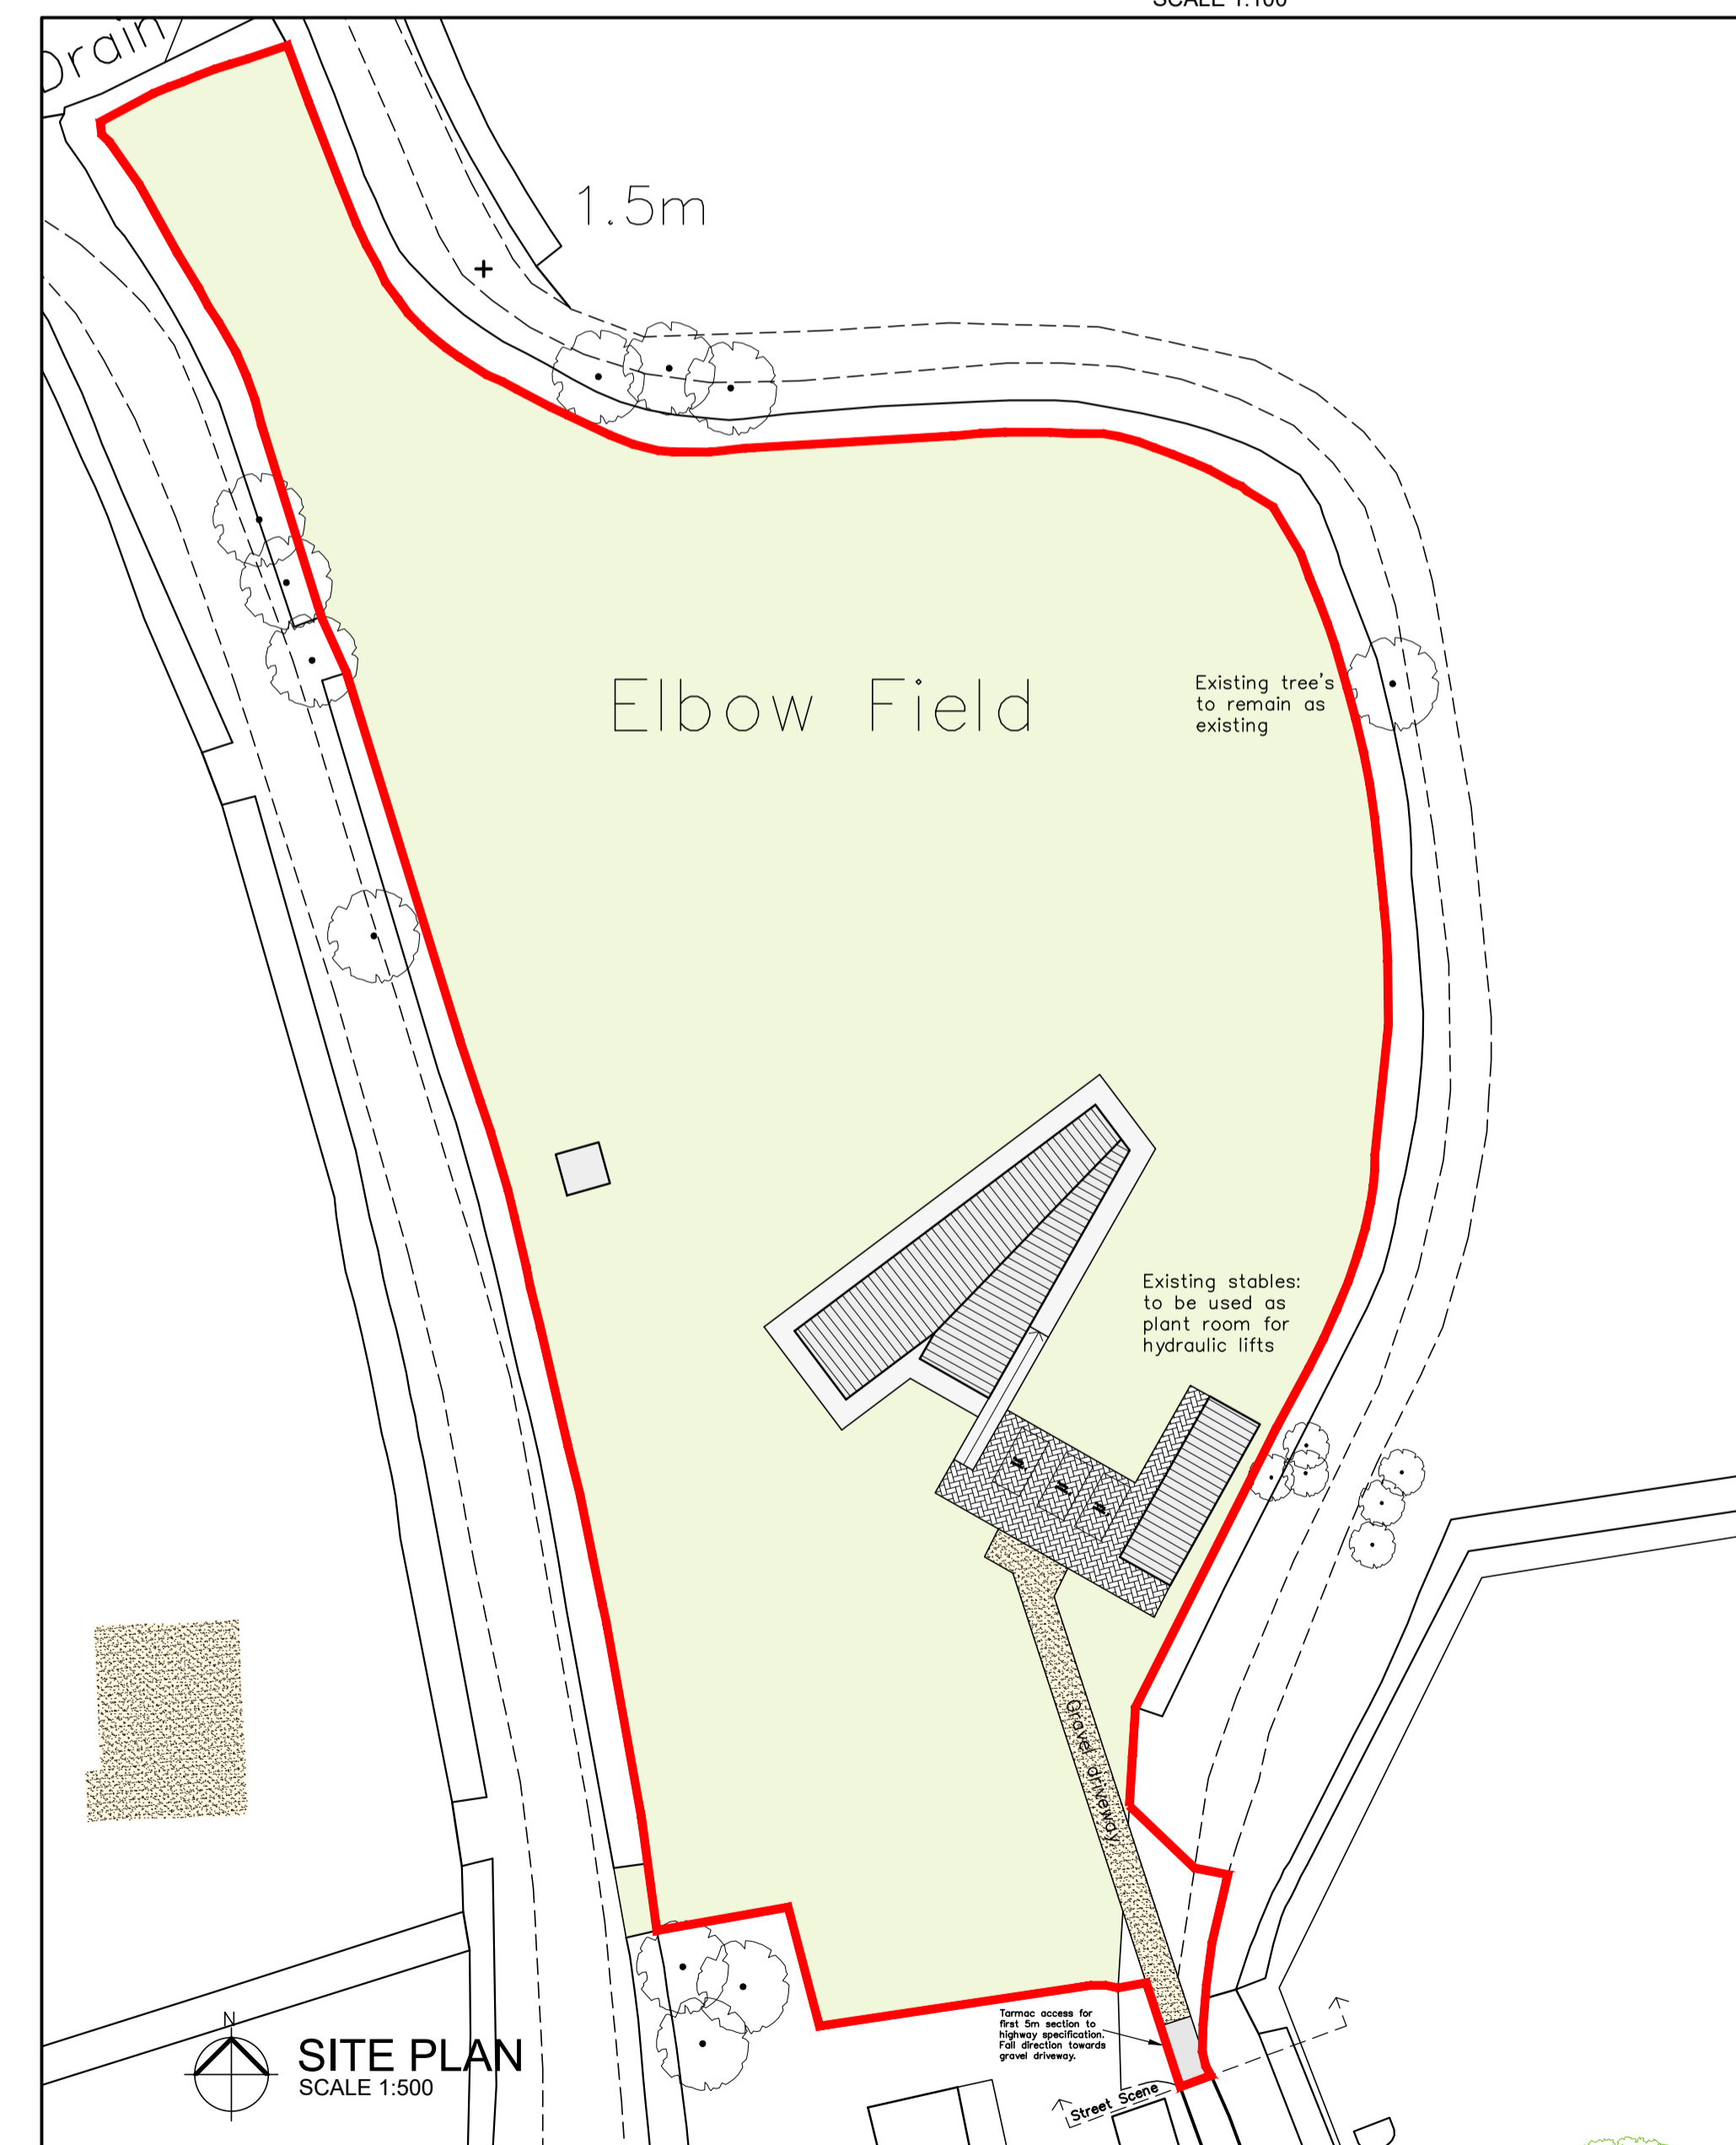 SCALE 1:100
Drain
1.5m
Elbow Field
Existing tree's
to remain as
existing
Existing stables:
to be used as
plant room for
hydraulic lifts
Gravel driveway
Tarmac access for
first 5m section to
highway specification.
Fall direction towards
gravel driveway.
Street Scene
N
SITE PLAN
SCALE 1:500